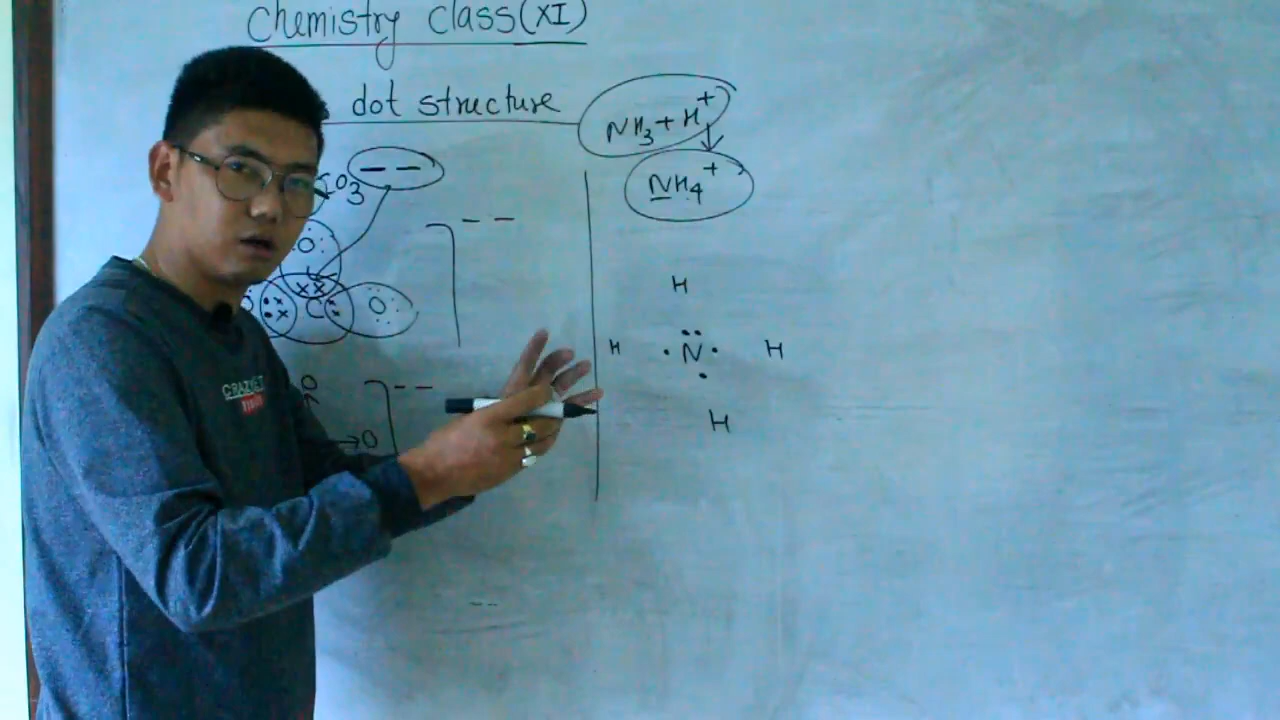 Chemistry class(XI)
dot structure
NH₃ + H⁺
NH₄⁺
CO₃ --
--
O
H
C O
H N H
H
--
O
→O
CRAZY